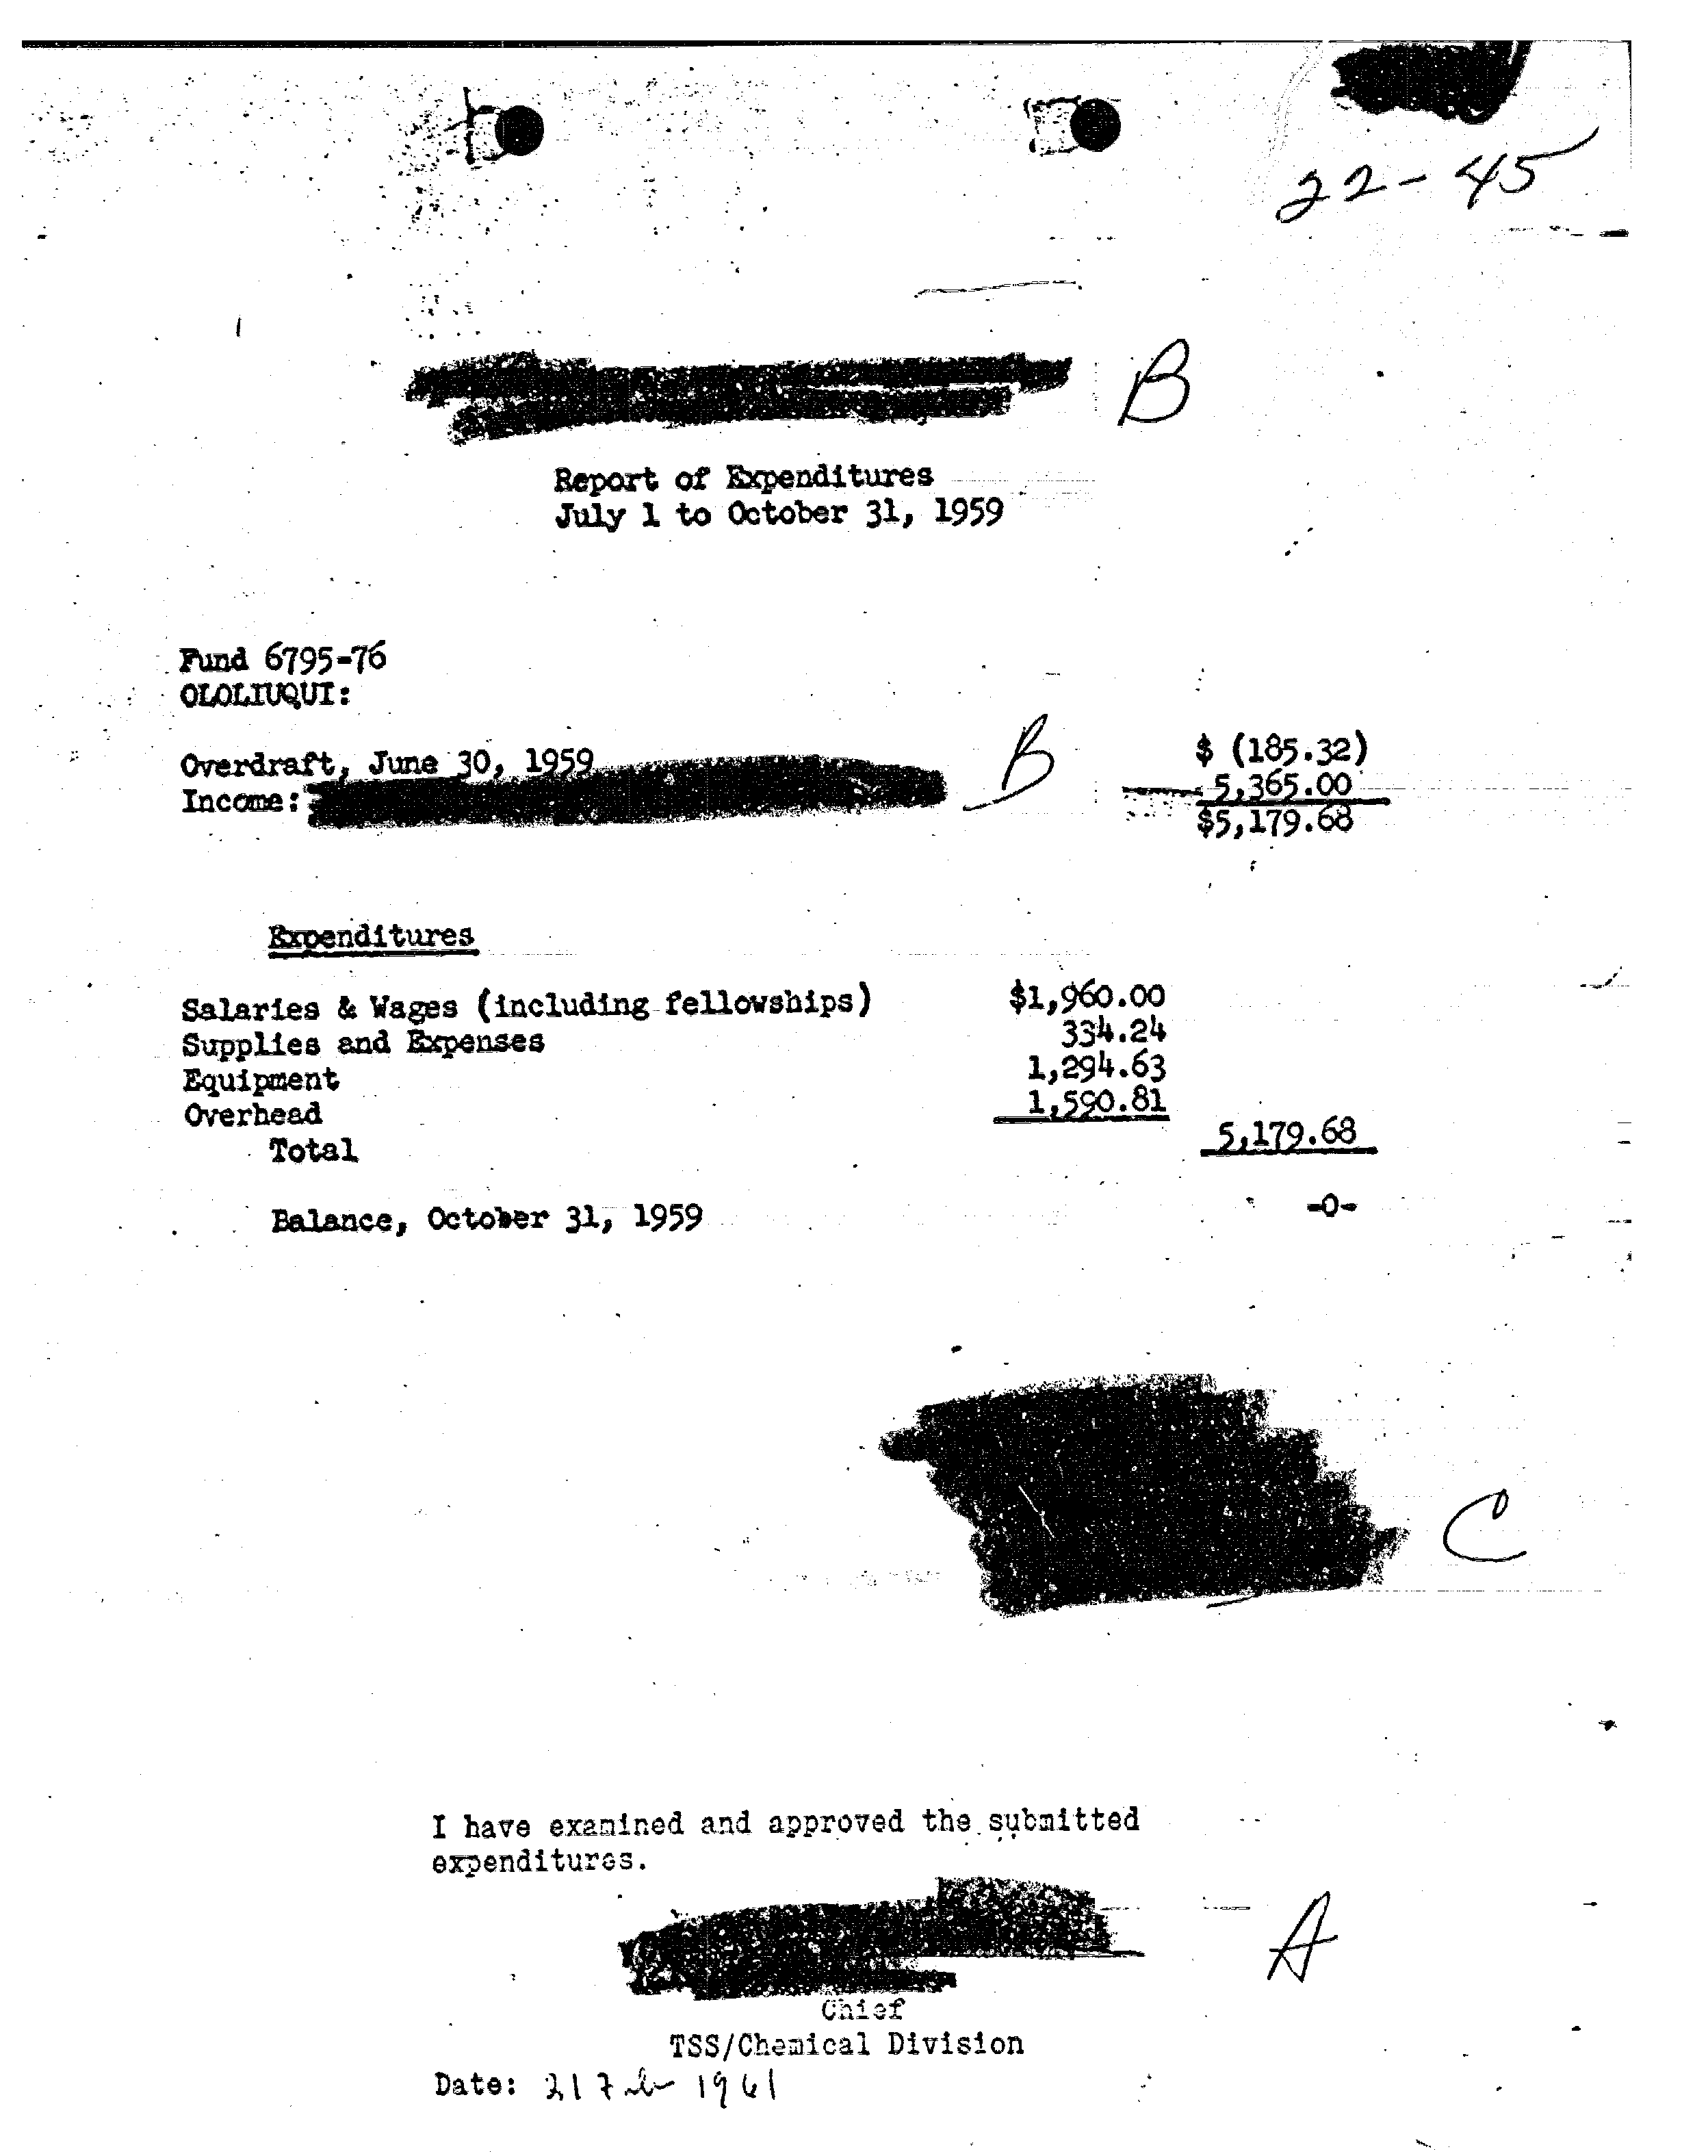 22-45
B
Report of Expenditures
July 1 to October 31, 1959
Fund 6795-76
OLOLIUQUI:
Overdraft, June 30, 1959 $ (185.32)
Income: B 5,365.00
$5,179.68
Expenditures
Salaries & Wages (including fellowships) $1,960.00
Supplies and Expenses 334.24
Equipment 1,294.63
Overhead 1,590.81
Total 5,179.68
Balance, October 31, 1959 -0-
C
I have examined and approved the submitted
expenditures.
A
Chief
TSS/Chemical Division
Date: 21 Feb 1961